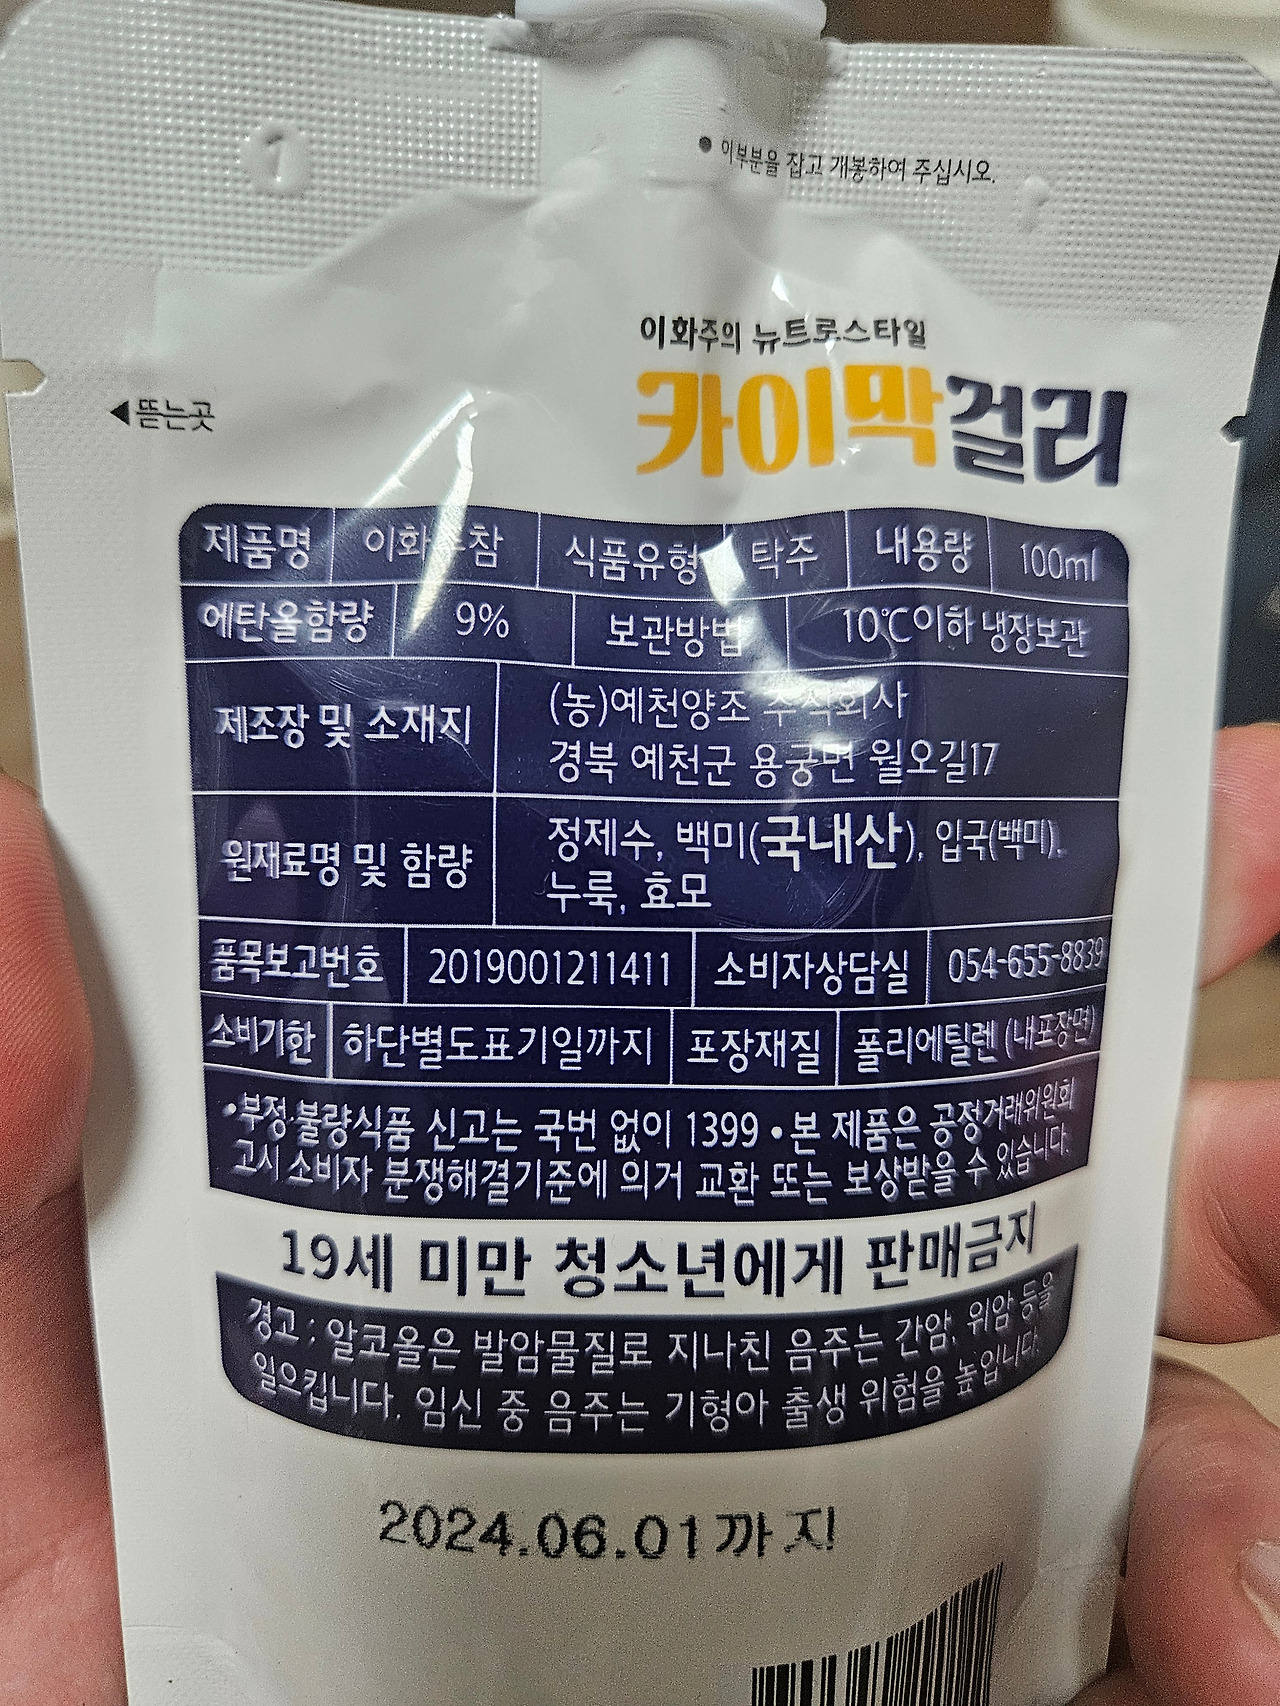 1
● 이부분을 잡고 개봉하여 주십시오.
이화주의 뉴트로스타일
◀뜯는곳
카이막걸리
제품명 이화주참 식품유형 탁주 내용량 100ml
에탄올함량 9% 보관방법 10℃이하 냉장보관
제조장 및 소재지 (농)예천양조 주식회사
경북 예천군 용궁면 월오길17
원재료명 및 함량 정제수, 백미(국내산), 입국(백미),
누룩, 효모
품목보고번호 2019001211411 소비자상담실 054-655-8839
소비기한 하단별도표기일까지 포장재질 폴리에틸렌 (내포장면)
•부정·불량식품 신고는 국번 없이 1399 •본 제품은 공정거래위원회
고시 소비자 분쟁해결기준에 의거 교환 또는 보상받을 수 있습니다.
19세 미만 청소년에게 판매금지
경고 : 알코올은 발암물질로 지나친 음주는 간암, 위암 등을
일으킵니다. 임신 중 음주는 기형아 출생 위험을 높입니다.
2024.06.01까지